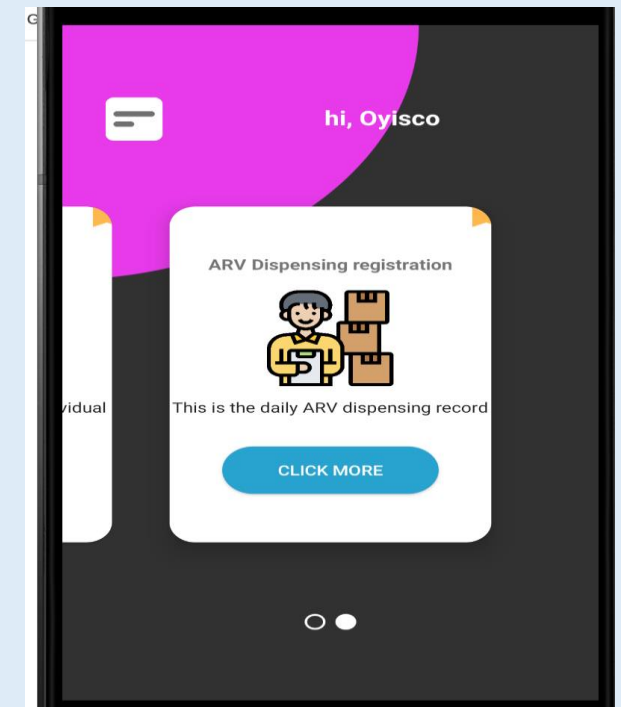 G
hi, Oyisco
ARV Dispensing registration
vidual
This is the daily ARV dispensing record
CLICK MORE